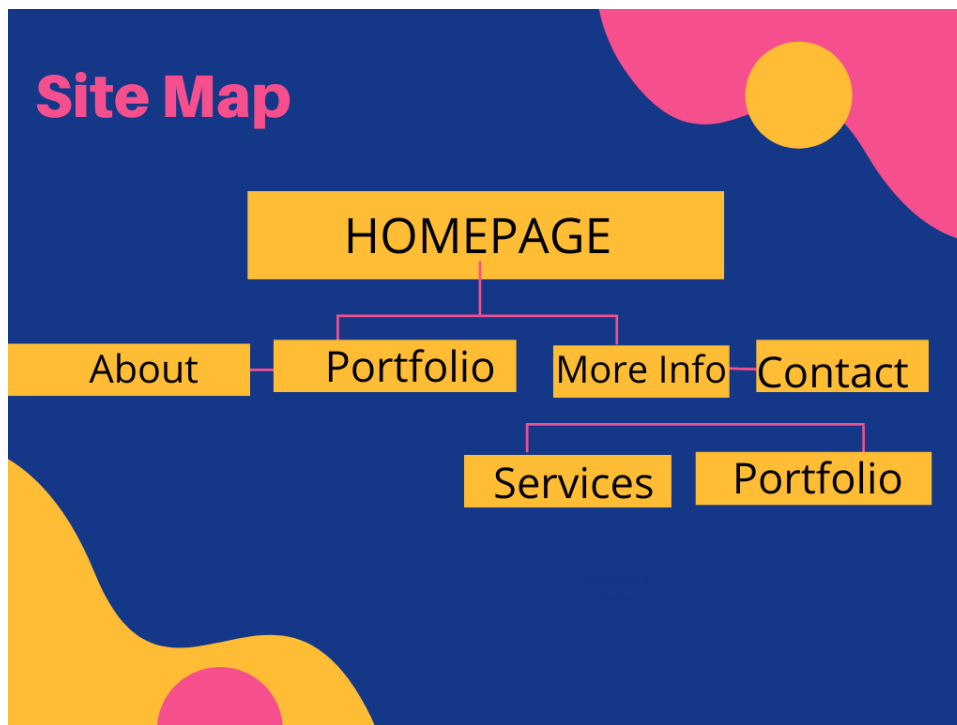 Site Map
HOMEPAGE
About
Portfolio
More Info
Contact
Services
Portfolio